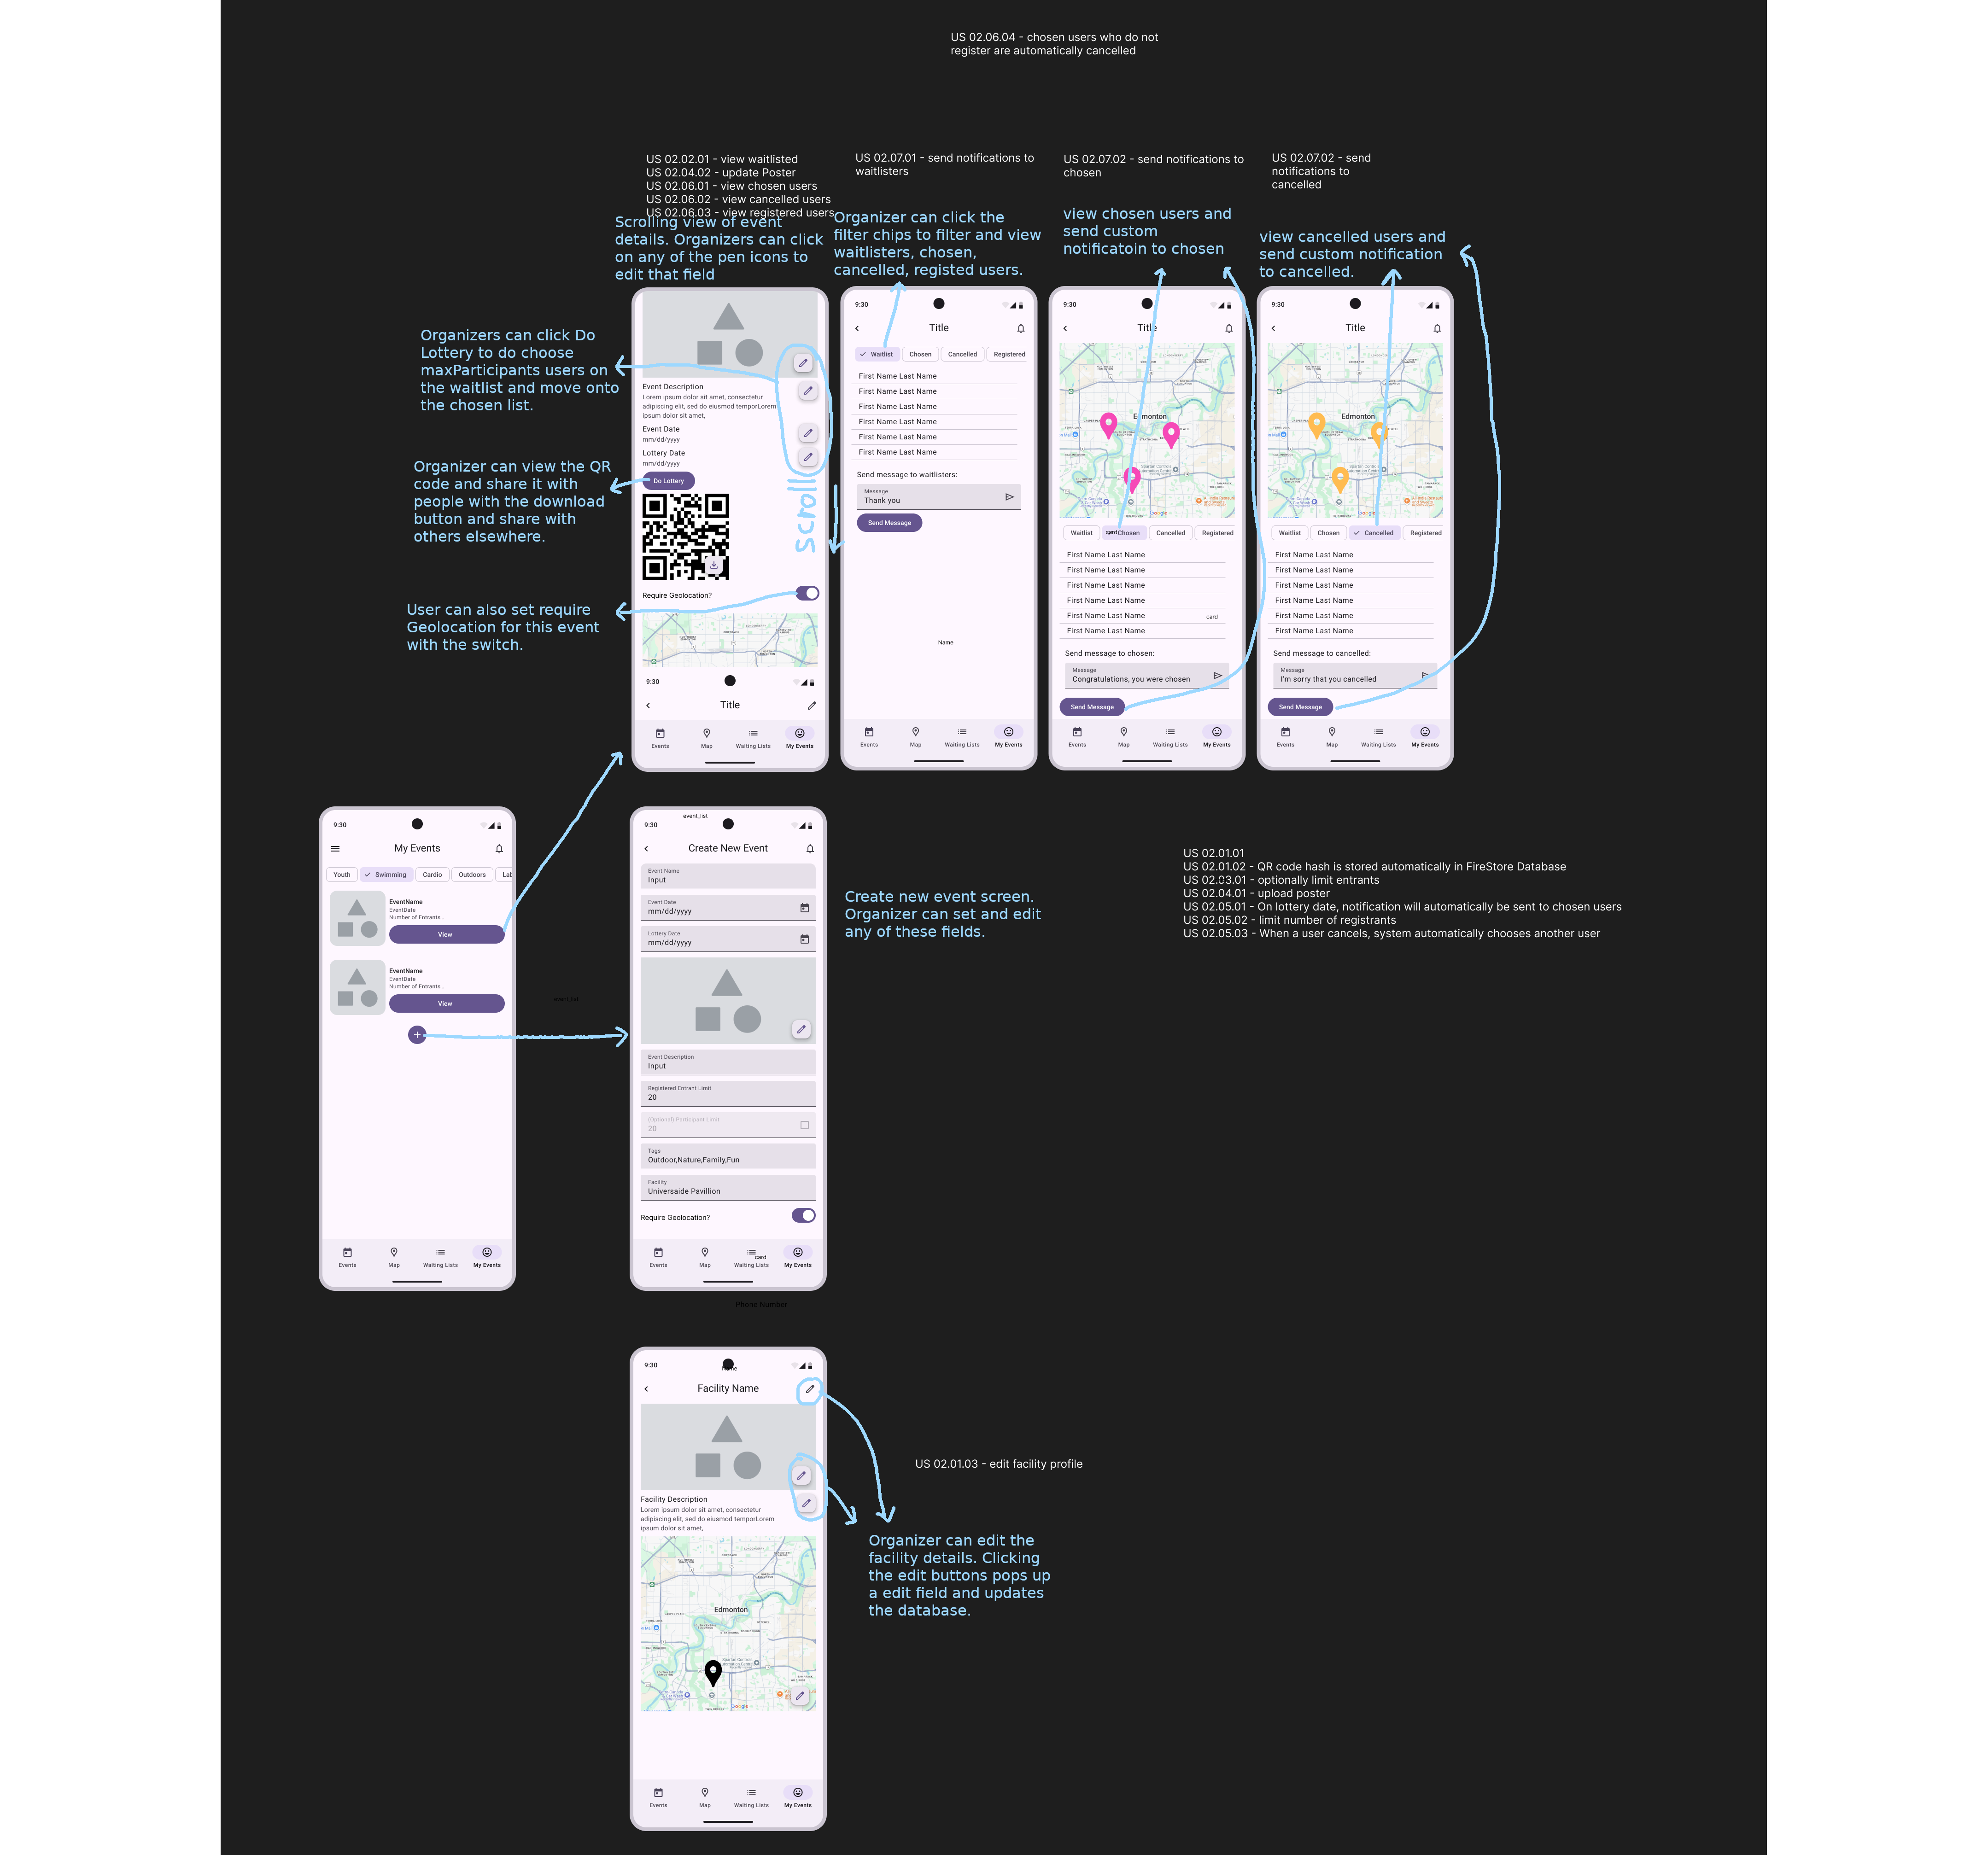 US 02.06.04 - chosen users who do not
register are automatically cancelled
US 02.02.01 - view waitlisted
US 02.04.02 - update Poster
US 02.06.01 - view chosen users
US 02.06.02 - view cancelled users
US 02.06.03 - view registered users
Scrolling view of event
details. Organizers can click
on any of the pen icons to
edit that field
US 02.07.01 - send notifications to
waitlisters
Organizer can click the
filter chips to filter and view
waitlisters, chosen,
cancelled, registed users.
US 02.07.02 - send notifications to
chosen
view chosen users and
send custom
notificatoin to chosen
US 02.07.02 - send
notifications to
cancelled
view cancelled users and
send custom notification
to cancelled.
Organizers can click Do
Lottery to do choose
maxParticipants users on
the waitlist and move onto
the chosen list.
Organizer can view the QR
code and share it with
people with the download
button and share with
others elsewhere.
User can also set require
Geolocation for this event
with the switch.
Event Description
Lorem ipsum dolor sit amet, consectetur
adipiscing elit, sed do eiusmod temporLorem
ipsum dolor sit amet,
Event Date
mm/dd/yyyy
Lottery Date
mm/dd/yyyy
Do Lottery
scroll
Require Geolocation?
9:30
Title
Events Map Waiting Lists My Events
9:30
Title
Waitlist Chosen Cancelled Registered
First Name Last Name
First Name Last Name
First Name Last Name
First Name Last Name
First Name Last Name
First Name Last Name
Send message to waitlisters:
Message
Thank you
Send Message
Name
Events Map Waiting Lists My Events
9:30
Title
Edmonton
Google
Waitlist card Chosen Cancelled Registered
First Name Last Name
First Name Last Name
First Name Last Name
First Name Last Name
First Name Last Name
card
First Name Last Name
Send message to chosen:
Message
Congratulations, you were chosen
Send Message
Events Map Waiting Lists My Events
9:30
Title
Edmonton
Google
Waitlist Chosen Cancelled Registered
First Name Last Name
First Name Last Name
First Name Last Name
First Name Last Name
First Name Last Name
First Name Last Name
Send message to cancelled:
Message
I'm sorry that you cancelled
Send Message
Events Map Waiting Lists My Events
9:30
My Events
Youth Swimming Cardio Outdoors Lab
EventName
EventDate
Number of Entrants...
View
EventName
EventDate
Number of Entrants...
View
Events Map Waiting Lists My Events
event_list
event_list
9:30
Create New Event
Event Name
Input
Event Date
mm/dd/yyyy
Lottery Date
mm/dd/yyyy
Event Description
Input
Registered Entrant Limit
20
(Optional) Participant Limit
20
Tags
Outdoor,Nature,Family,Fun
Facility
Universaide Pavillion
Require Geolocation?
card
Events Map Waiting Lists My Events
Phone Number
Create new event screen.
Organizer can set and edit
any of these fields.
US 02.01.01
US 02.01.02 - QR code hash is stored automatically in FireStore Database
US 02.03.01 - optionally limit entrants
US 02.04.01 - upload poster
US 02.05.01 - On lottery date, notification will automatically be sent to chosen users
US 02.05.02 - limit number of registrants
US 02.05.03 - When a user cancels, system automatically chooses another user
9:30
Facility Name
Facility Description
Lorem ipsum dolor sit amet, consectetur
adipiscing elit, sed do eiusmod temporLorem
ipsum dolor sit amet,
Edmonton
Google
Events Map Waiting Lists My Events
US 02.01.03 - edit facility profile
Organizer can edit the
facility details. Clicking
the edit buttons pops up
a edit field and updates
the database.